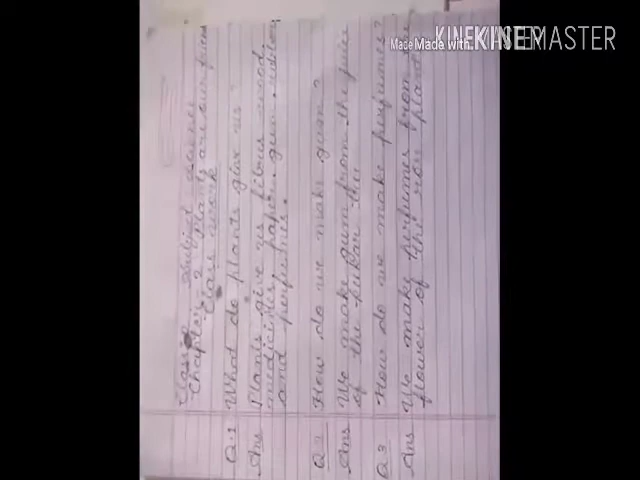 Subject science
Chapter - 2 Plants are our friends
Class work
Q.1 What do plants give us?
Ans Plants give us fibres wood,
medicines, paper, gum, rubber
and perfumes.
Q 2 How do we make gum?
Ans We make gum from the juice
of the
Q 3 How do we make perfumes?
Ans We make perfumes from the
flower of the plant
Made Made with
KINEMASTER